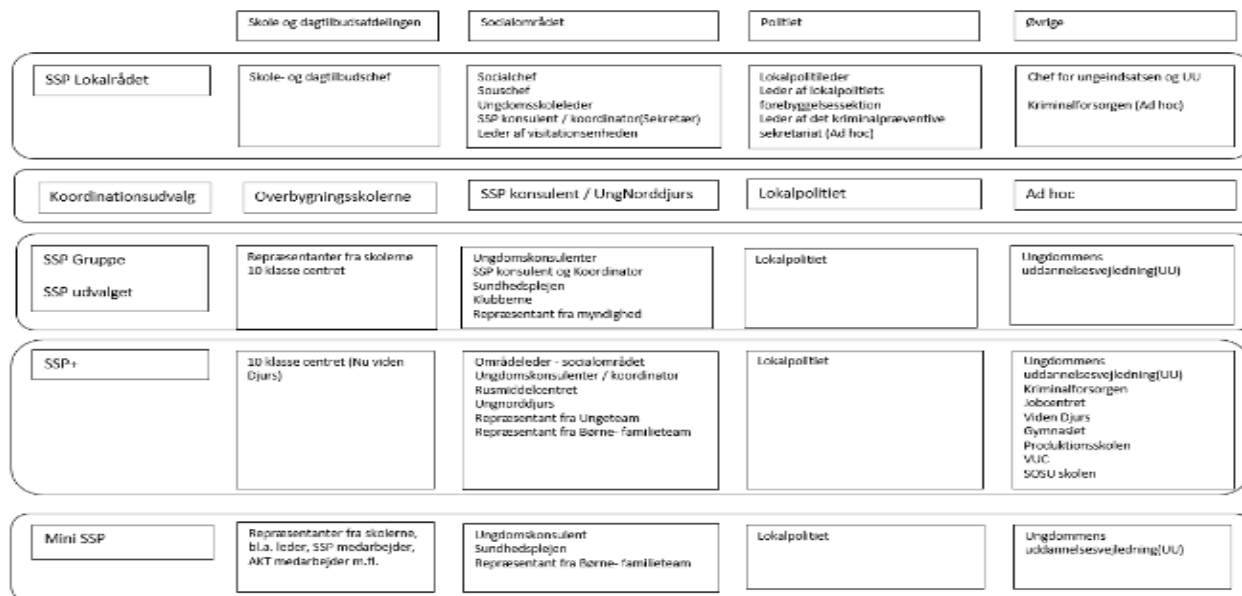 Skole og dagtilbudsafdelingen
Socialområdet
Politiet
Øvrige
SSP Lokalrådet
Skole- og dagtilbudschef
Socialchef
Souschef
Ungdomsskoleleder
SSP konsulent / koordinator(Sekretær)
Leder af visitationsenheden
Lokalpolitileder
Leder af lokalpolitiets
forebyggelsessektion
Leder af det kriminalpræventive
sekretariat (Ad hoc)
Chef for ungeindsatsen og UU
Kriminalforsorgen (Ad hoc)
Koordinationsudvalg
Overbygningsskolerne
SSP konsulent / UngNorddjurs
Lokalpolitiet
Ad hoc
SSP Gruppe
SSP udvalget
Repræsentanter fra skolerne
10 klasse centret
Ungdomskonsulenter
SSP konsulent og Koordinator
Sundhedsplejen
Klubberne
Repræsentant fra myndighed
Lokalpolitiet
Ungdommens
uddannelsesvejledning(UU)
SSP+
10 klasse centret (Nu viden
Djurs)
Områdeleder - socialområdet
Ungdomskonsulenter / koordinator
Rusmiddelcentret
Ungnorddjurs
Repræsentant fra Ungeteam
Repræsentant fra Børne- familieteam
Lokalpolitiet
Ungdommens
uddannelsesvejledning(UU)
Kriminalforsorgen
Jobcentret
Viden Djurs
Gymnasiet
Produktionsskolen
VUC
SOSU skolen
Mini SSP
Repræsentanter fra skolerne,
bl.a. leder, SSP medarbejder,
AKT medarbejder m.fl.
Ungdomskonsulent
Sundhedsplejen
Repræsentant fra Børne- familieteam
Lokalpolitiet
Ungdommens
uddannelsesvejledning(UU)